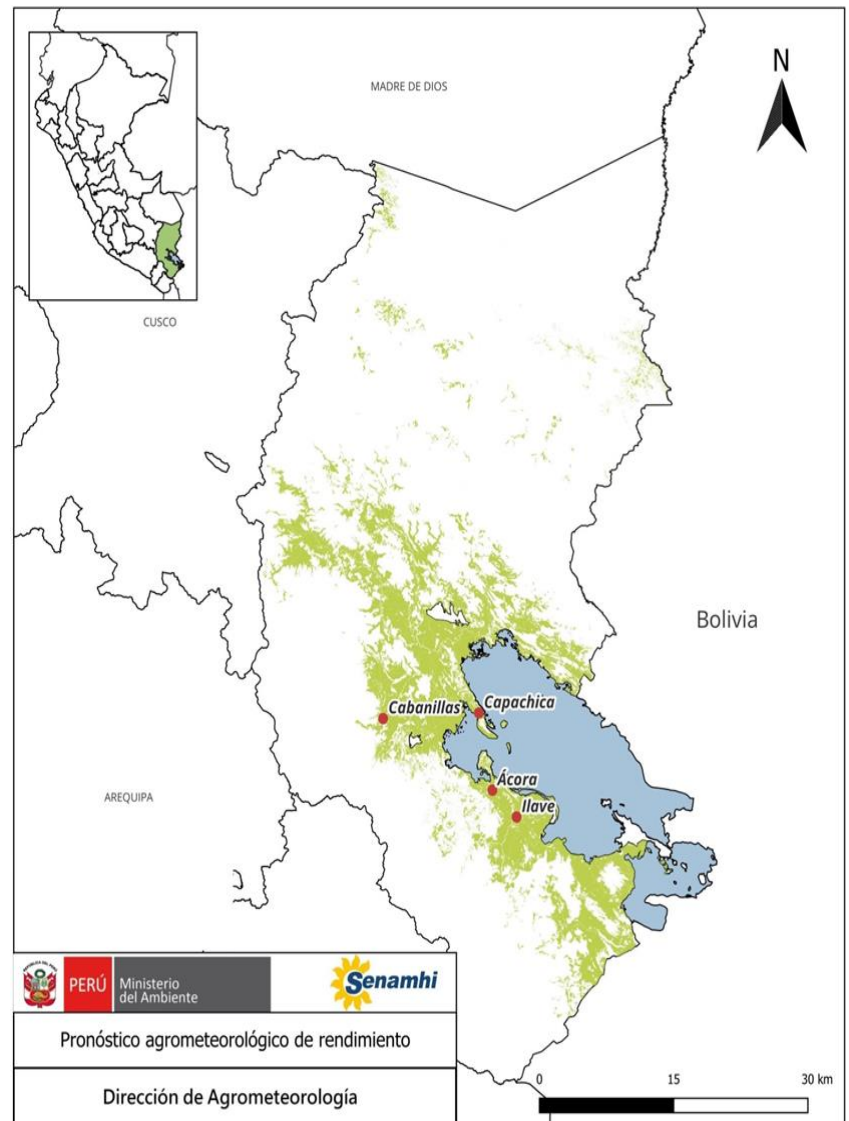 MADRE DE DIOS
N
CUSCO
Bolivia
Cabanillas
Capachica
Ácora
Ilave
AREQUIPA
PERÚ
Ministerio
del Ambiente
Senamhi
Pronóstico agrometeorológico de rendimiento
Dirección de Agrometeorología
0 15 30 km